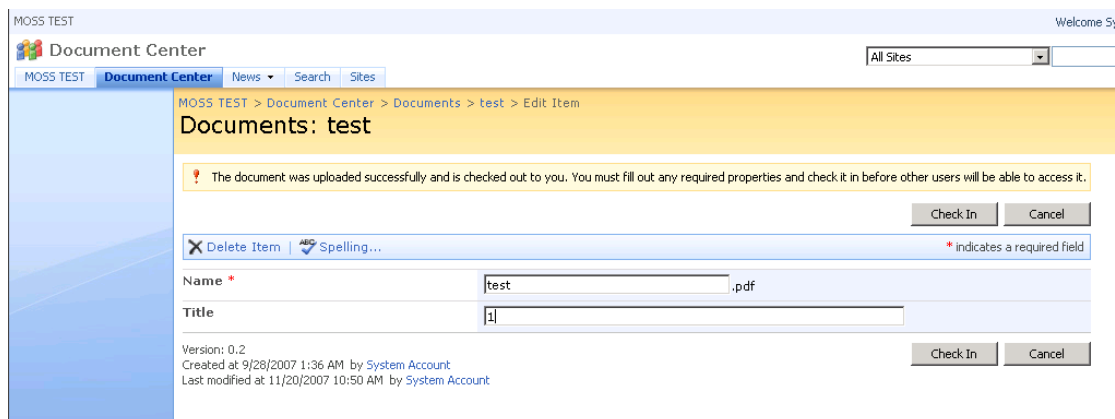 MOSS TEST Welcome Sy
Document Center All Sites
MOSS TEST Document Center News Search Sites
MOSS TEST > Document Center > Documents > test > Edit Item
Documents: test
The document was uploaded successfully and is checked out to you. You must fill out any required properties and check it in before other users will be able to access it.
Check In Cancel
Delete Item | ABC Spelling... * indicates a required field
Name * test .pdf
Title 1
Version: 0.2 Check In Cancel
Created at 9/28/2007 1:36 AM by System Account
Last modified at 11/20/2007 10:50 AM by System Account